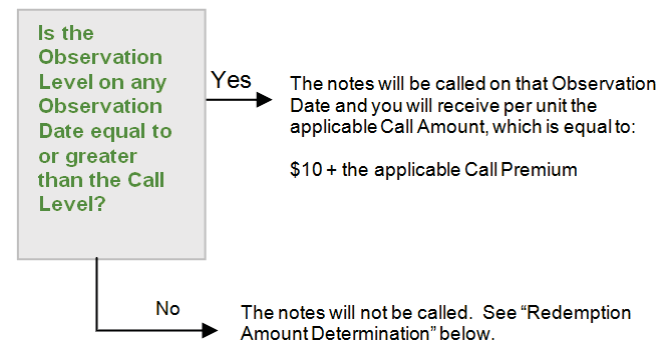 Is the
Observation
Level on any
Observation
Date equal to
or greater
than the Call
Level?
Yes
The notes will be called on that Observation
Date and you will receive per unit the
applicable Call Amount, which is equal to:
$10 + the applicable Call Premium
No
The notes will not be called.  See “Redemption
Amount Determination” below.